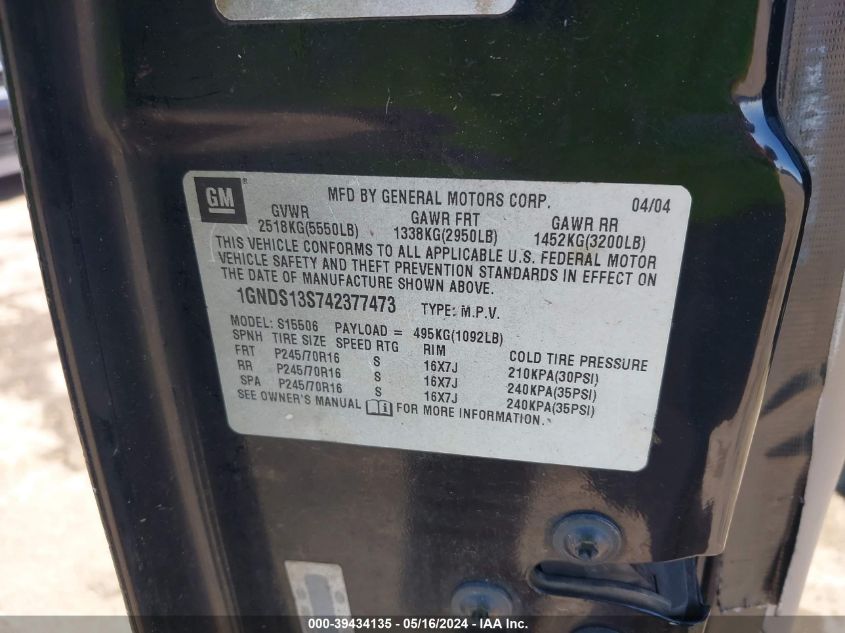 GM ® MFD BY GENERAL MOTORS CORP. 04/04
GVWR GAWR FRT GAWR RR
2518KG(5550LB) 1338KG(2950LB) 1452KG(3200LB)
THIS VEHICLE CONFORMS TO ALL APPLICABLE U.S. FEDERAL MOTOR
VEHICLE SAFETY AND THEFT PREVENTION STANDARDS IN EFFECT ON
THE DATE OF MANUFACTURE SHOWN ABOVE.
1GNDS13S742377473 TYPE: M.P.V.
MODEL: S15506 PAYLOAD = 495KG(1092LB)
SPNH TIRE SIZE SPEED RTG RIM COLD TIRE PRESSURE
FRT P245/70R16 S 16X7J 210KPA(30PSI)
RR P245/70R16 S 16X7J 240KPA(35PSI)
SPA P245/70R16 S 16X7J 240KPA(35PSI)
SEE OWNER'S MANUAL FOR MORE INFORMATION.
000-39434135 - 05/16/2024 - IAA Inc.